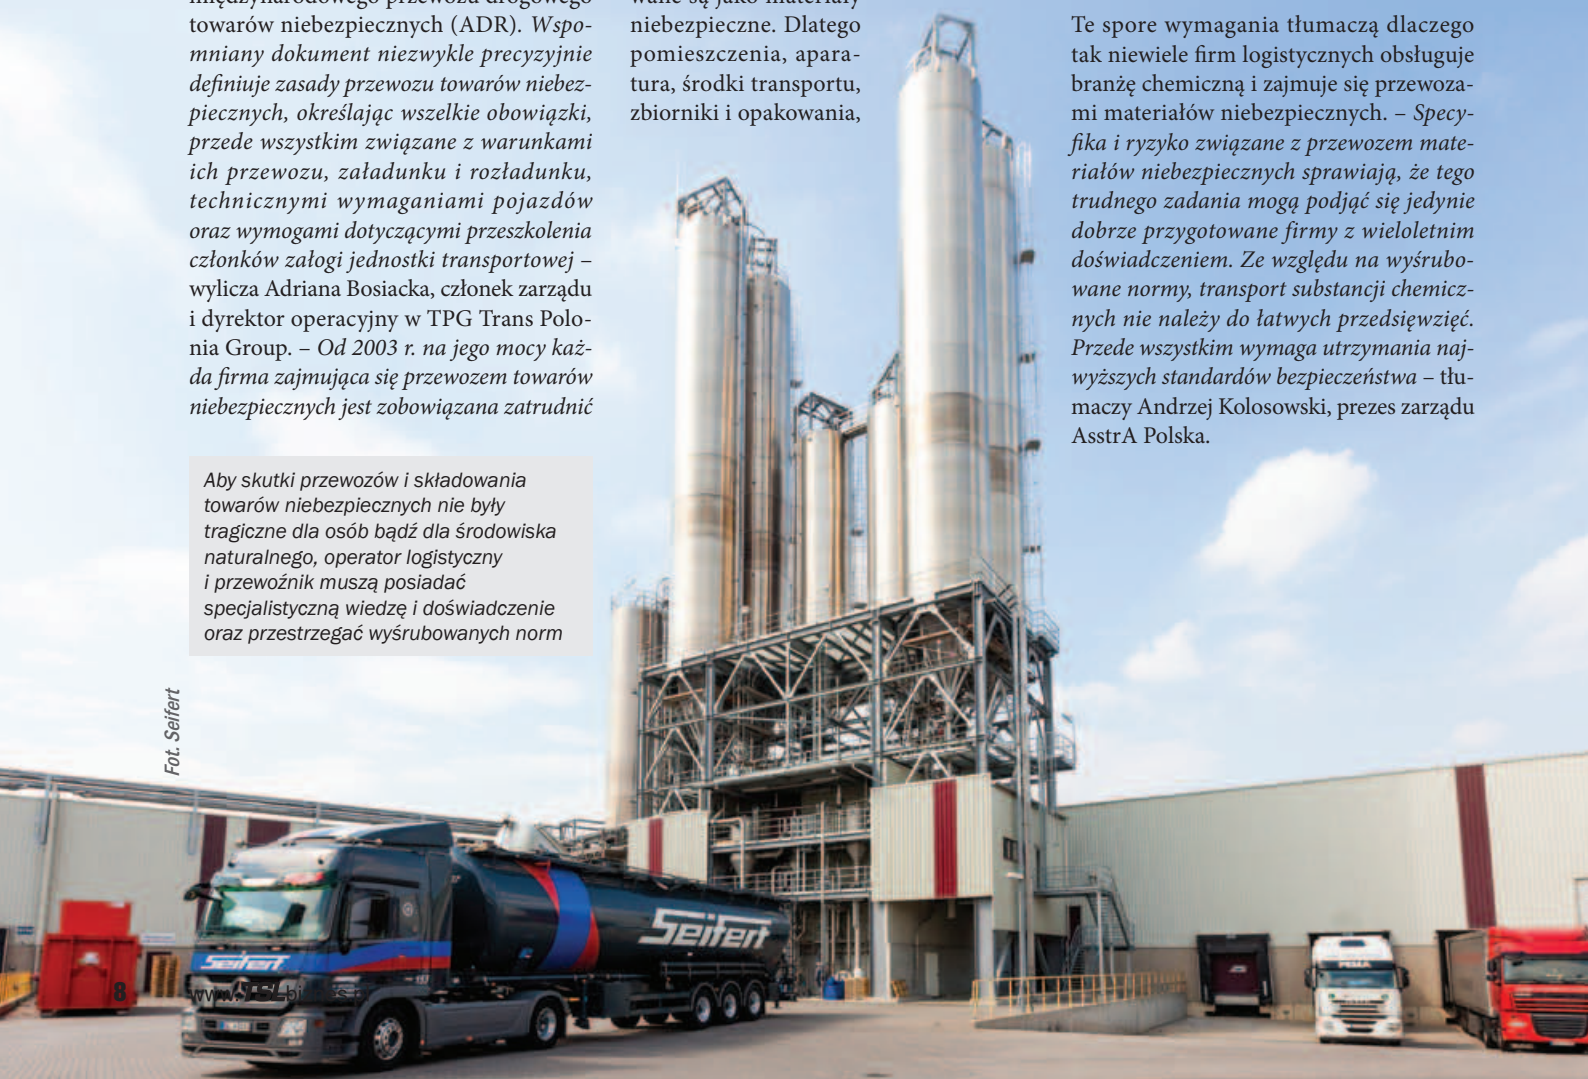 towarów niebezpiecznych (ADR). Wspo-
mniany dokument niezwykle precyzyjnie
definiuje zasady przewozu towarów niebez-
piecznych, określając wszelkie obowiązki,
przede wszystkim związane z warunkami
ich przewozu, załadunku i rozładunku,
technicznymi wymaganiami pojazdów
oraz wymogami dotyczącymi przeszkolenia
członków załogi jednostki transportowej –
wylicza Adriana Bosiacka, członek zarządu
i dyrektor operacyjny w TPG Trans Polo-
nia Group. – Od 2003 r. na jego mocy każ-
da firma zajmująca się przewozem towarów
niebezpiecznych jest zobowiązana zatrudnić
wane są jako materiały
niebezpieczne. Dlatego
pomieszczenia, apara-
tura, środki transportu,
zbiorniki i opakowania,
Te spore wymagania tłumaczą dlaczego
tak niewiele firm logistycznych obsługuje
branżę chemiczną i zajmuje się przewoza-
mi materiałów niebezpiecznych. – Specy-
fika i ryzyko związane z przewozem mate-
riałów niebezpiecznych sprawiają, że tego
trudnego zadania mogą podjąć się jedynie
dobrze przygotowane firmy z wieloletnim
doświadczeniem. Ze względu na wyśrubo-
wane normy, transport substancji chemicz-
nych nie należy do łatwych przedsięwzięć.
Przede wszystkim wymaga utrzymania naj-
wyższych standardów bezpieczeństwa – tłu-
maczy Andrzej Kolosowski, prezes zarządu
AsstrA Polska.
Aby skutki przewozów i składowania
towarów niebezpiecznych nie były
tragiczne dla osób bądź dla środowiska
naturalnego, operator logistyczny
i przewoźnik muszą posiadać
specjalistyczną wiedzę i doświadczenie
oraz przestrzegać wyśrubowanych norm
Fot. Seifert
Seifert
Seifert
8